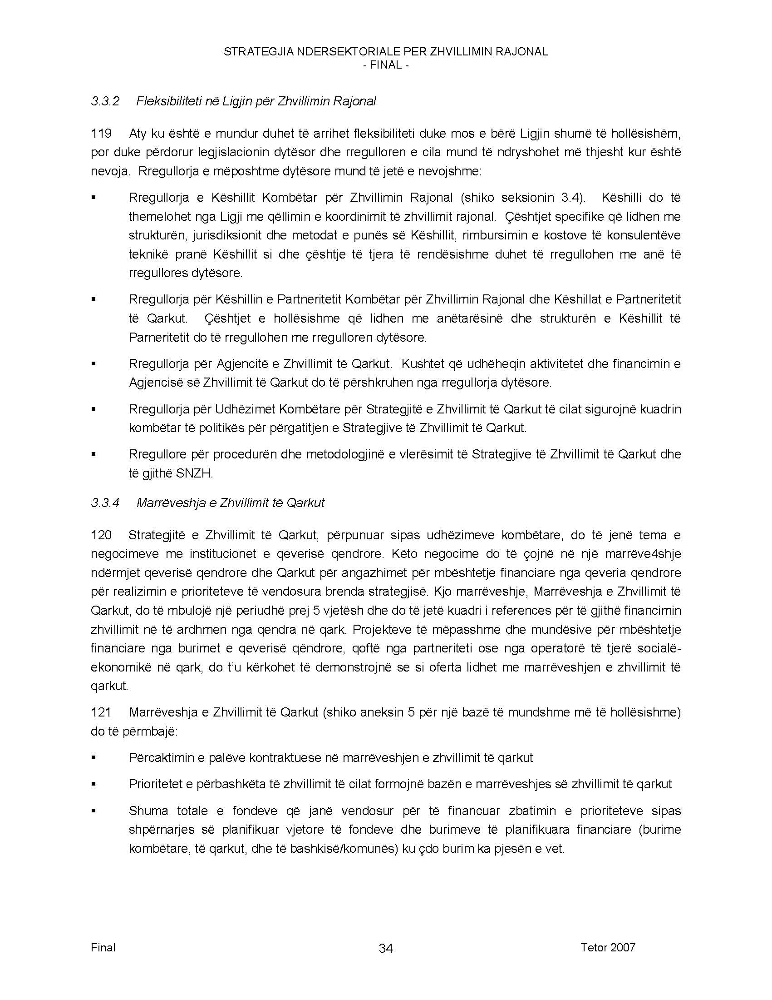 STRATEGJIA NDERSEKTORIALE PER ZHVILLIMIN RAJONAL
- FINAL -
3.3.2 Fleksibiliteti në Ligjin për Zhvillimin Rajonal
119 Aty ku është e mundur duhet të arrihet fleksibiliteti duke mos e bërë Ligjin shumë të hollësishëm,
por duke përdorur legjislacionin dytësor dhe rregulloren e cila mund të ndryshohet më thjesht kur është
nevoja. Rregullorja e mëposhtme dytësore mund të jetë e nevojshme:
▪ Rregullorja e Këshillit Kombëtar për Zhvillimin Rajonal (shiko seksionin 3.4). Këshilli do të
themelohet nga Ligji me qëllimin e koordinimit të zhvillimit rajonal. Çështjet specifike që lidhen me
strukturën, jurisdiksionit dhe metodat e punës së Këshillit, rimbursimin e kostove të konsulentëve
teknikë pranë Këshillit si dhe çështje të tjera të rendësishme duhet të rregullohen me anë të
rregullores dytësore.
▪ Rregullorja për Këshillin e Partneritetit Kombëtar për Zhvillimin Rajonal dhe Këshillat e Partneritetit
të Qarkut. Çështjet e hollësishme që lidhen me anëtarësinë dhe strukturën e Këshillit të
Parneritetit do të rregullohen me rregulloren dytësore.
▪ Rregullorja për Agjencitë e Zhvillimit të Qarkut. Kushtet që udhëheqin aktivitetet dhe financimin e
Agjencisë së Zhvillimit të Qarkut do të përshkruhen nga rregullorja dytësore.
▪ Rregullorja për Udhëzimet Kombëtare për Strategjitë e Zhvillimit të Qarkut të cilat sigurojnë kuadrin
kombëtar të politikës për përgatitjen e Strategjive të Zhvillimit të Qarkut.
▪ Rregullore për procedurën dhe metodologjinë e vlerësimit të Strategjive të Zhvillimit të Qarkut dhe
të gjithë SNZH.
3.3.4 Marrëveshja e Zhvillimit të Qarkut
120 Strategjitë e Zhvillimit të Qarkut, përpunuar sipas udhëzimeve kombëtare, do të jenë tema e
negocimeve me institucionet e qeverisë qendrore. Këto negocime do të çojnë në një marrëve4shje
ndërmjet qeverisë qendrore dhe Qarkut për angazhimet për mbështetje financiare nga qeveria qendrore
për realizimin e prioriteteve të vendosura brenda strategjisë. Kjo marrëveshje, Marrëveshja e Zhvillimit të
Qarkut, do të mbulojë një periudhë prej 5 vjetësh dhe do të jetë kuadri i references për të gjithë financimin
zhvillimit në të ardhmen nga qendra në qark. Projekteve të mëpasshme dhe mundësive për mbështetje
financiare nga burimet e qeverisë qëndrore, qoftë nga partneriteti ose nga operatorë të tjerë socialë-
ekonomikë në qark, do t’u kërkohet të demonstrojnë se si oferta lidhet me marrëveshjen e zhvillimit të
qarkut.
121 Marrëveshja e Zhvillimit të Qarkut (shiko aneksin 5 për një bazë të mundshme më të hollësishme)
do të përmbajë:
▪ Përcaktimin e palëve kontraktuese në marrëveshjen e zhvillimit të qarkut
▪ Prioritetet e përbashkëta të zhvillimit të cilat formojnë bazën e marrëveshjes së zhvillimit të qarkut
▪ Shuma totale e fondeve që janë vendosur për të financuar zbatimin e prioriteteve sipas
shpërnarjes së planifikuar vjetore të fondeve dhe burimeve të planifikuara financiare (burime
kombëtare, të qarkut, dhe të bashkisë/komunës) ku çdo burim ka pjesën e vet.
Final 34 Tetor 2007